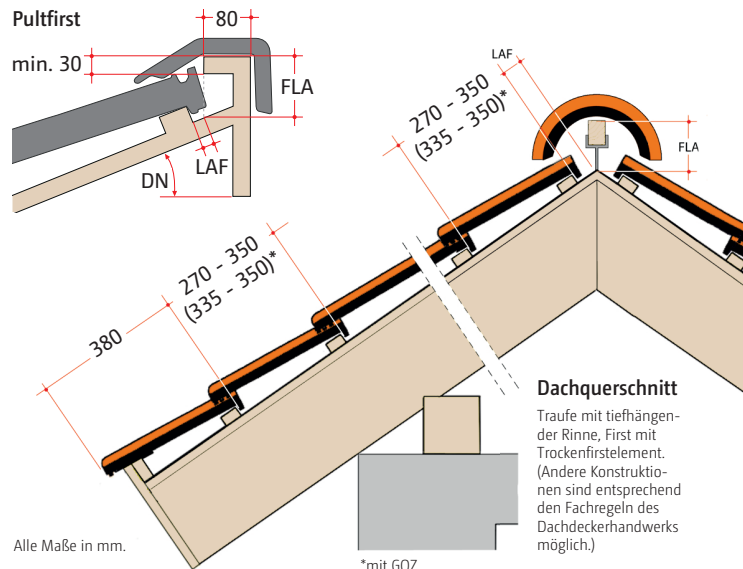 Pultfirst
80
min. 30
FLA
LAF
DN
LAF
270 - 350
(335 - 350)*
FLA
270 - 350
(335 - 350)*
380
Dachquerschnitt
Traufe mit tiefhängen-
der Rinne, First mit
Trockenfirstelement.
(Andere Konstruktio-
nen sind entsprechend
den Fachregeln des
Dachdeckerhandwerks
möglich.)
Alle Maße in mm.
*mit GOZ